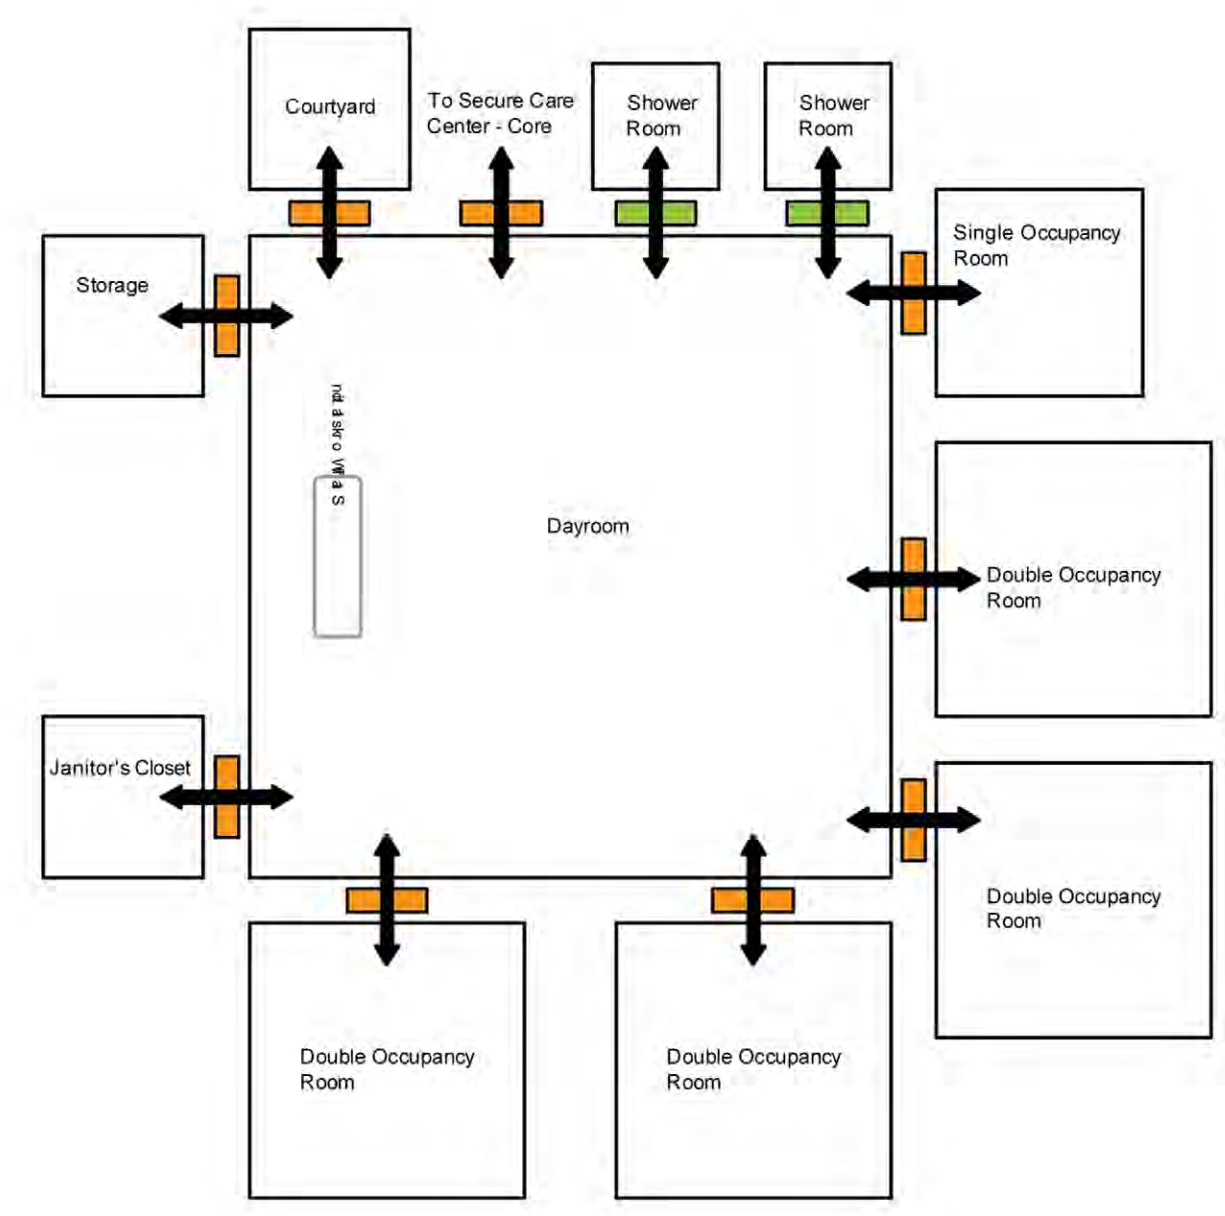 Courtyard
To Secure Care
Center - Core
Shower
Room
Shower
Room
Single Occupancy
Room
Storage
Dayroom
Double Occupancy
Room
Janitor's Closet
Double Occupancy
Room
Double Occupancy
Room
Double Occupancy
Room